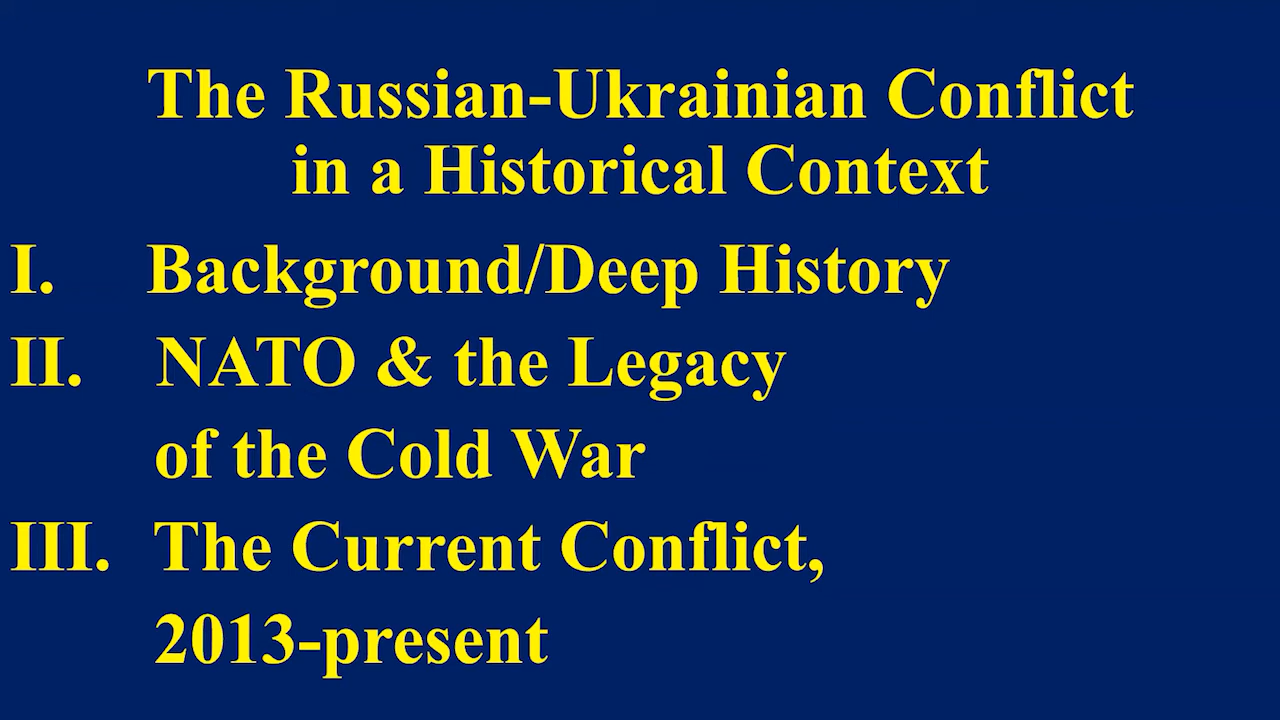 The Russian-Ukrainian Conflict
in a Historical Context
I. Background/Deep History
II. NATO & the Legacy
of the Cold War
III. The Current Conflict,
2013-present